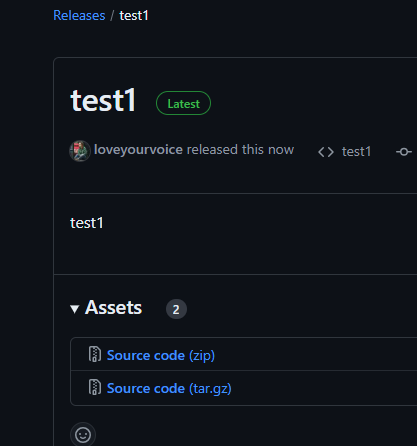 Releases / test1
test1 Latest
loveyourvoice released this now <> test1
test1
Assets 2
Source code (zip)
Source code (tar.gz)